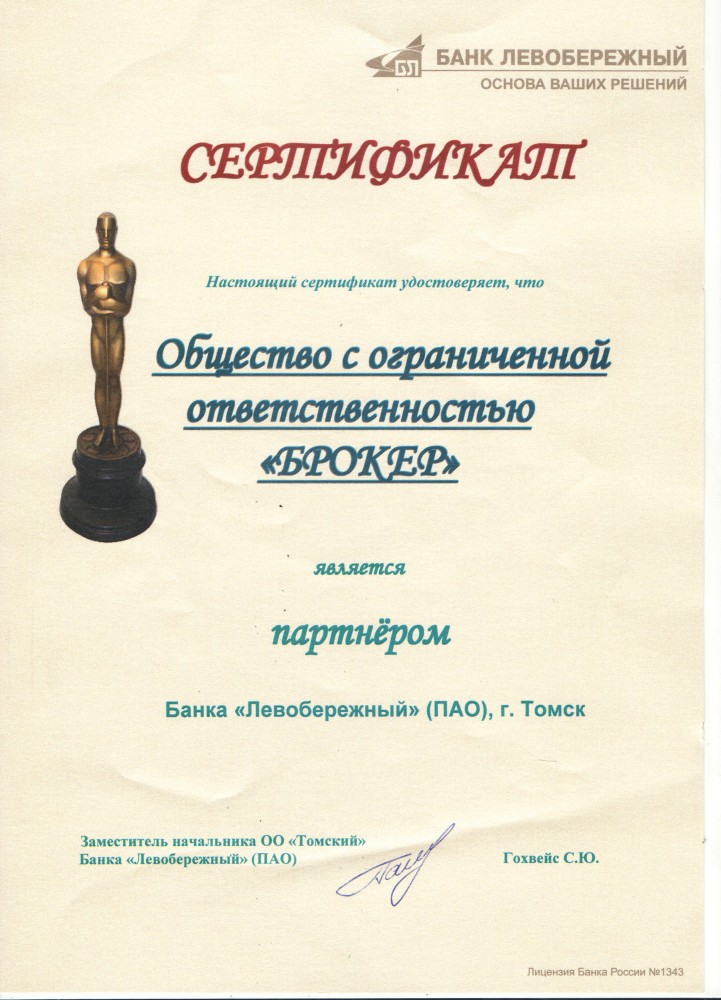 БАНК ЛЕВОБЕРЕЖНЫЙ
БЛ
ОСНОВА ВАШИХ РЕШЕНИЙ
СЕРТИФИКАТ
Настоящий сертификат удостоверяет, что
Общество с ограниченной
ответственностью
«БРОКЕР»
является
партнёром
Банка «Левобережный» (ПАО), г. Томск
Заместитель начальника ОО «Томский»
Банка «Левобережный» (ПАО)
Гохвейс С.Ю.
Лицензия Банка России №1343